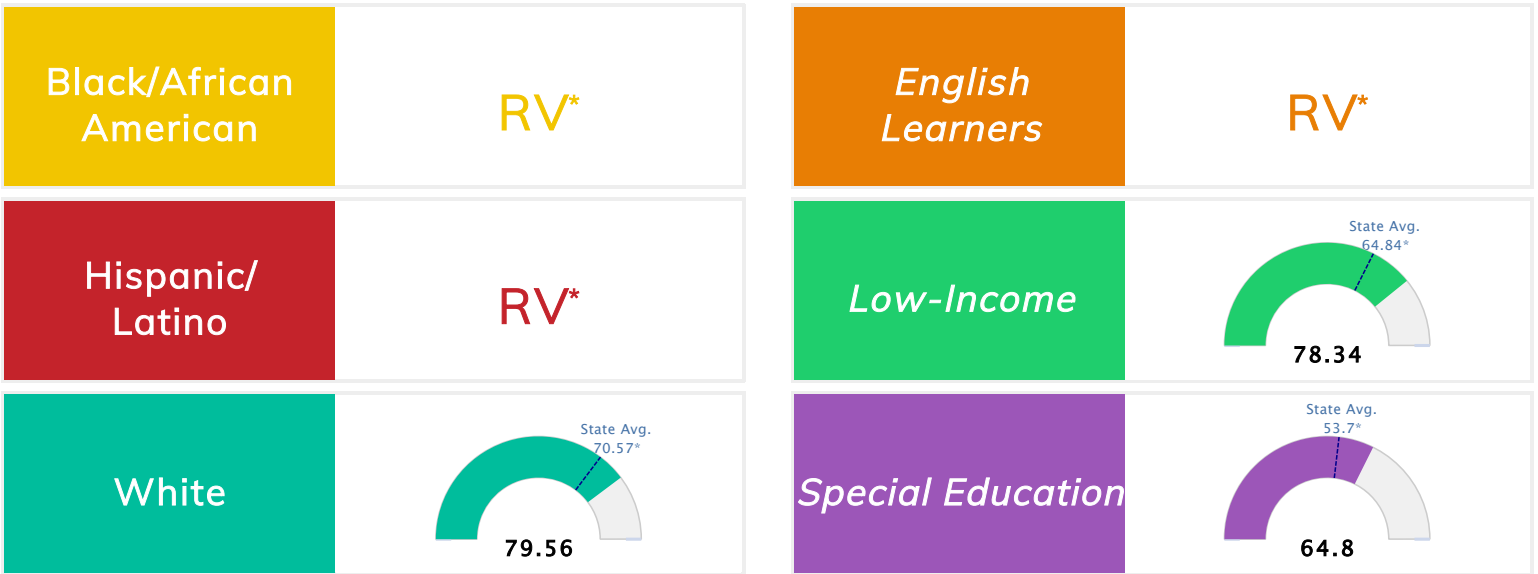 Black/African
American
RV*
English
Learners
RV*
Hispanic/
Latino
RV*
Low-Income
State Avg.
64.84*
78.34
White
State Avg.
70.57*
79.56
Special Education
State Avg.
53.7*
64.8